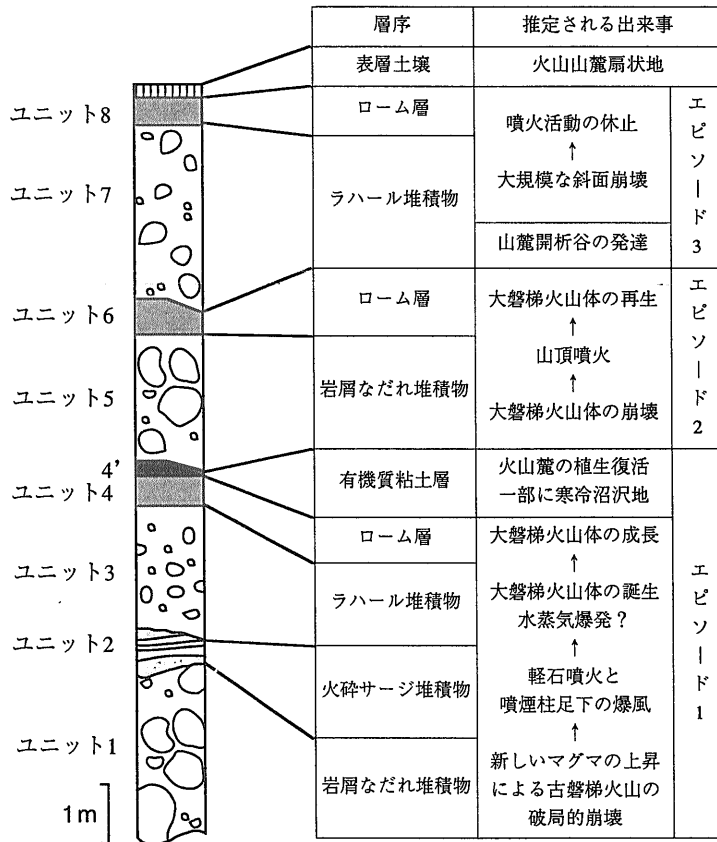 層序 推定される出来事
表層土壌 火山山麓扇状地
ユニット8
ローム層
噴火活動の休止
↑
大規模な斜面崩壊
エピソード3
ユニット7
ラハール堆積物
山麓開析谷の発達
ユニット6
ローム層
大磐梯火山体の再生
↑
山頂噴火
↑
大磐梯火山体の崩壊
エピソード2
ユニット5
岩屑なだれ堆積物
4'
有機質粘土層
火山麓の植生復活
一部に寒冷沼沢地
ユニット4
ローム層
大磐梯火山体の成長
↑
大磐梯火山体の誕生
水蒸気爆発？
↑
軽石噴火と
噴煙柱足下の爆風
↑
新しいマグマの上昇
による古磐梯火山の
破局的崩壊
エピソード1
ユニット3
ラハール堆積物
ユニット2
火砕サージ堆積物
ユニット1
岩屑なだれ堆積物
1m